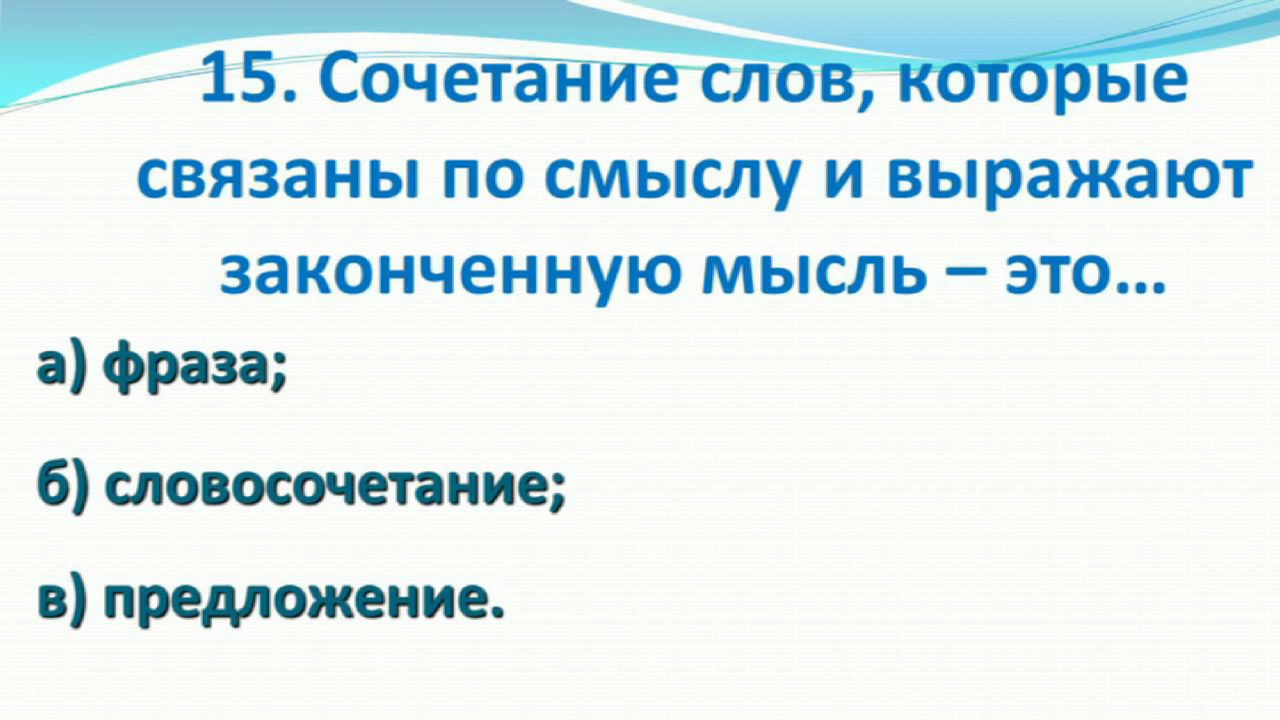 15. Сочетание слов, которые
связаны по смыслу и выражают
законченную мысль – это...
а) фраза;
б) словосочетание;
в) предложение.